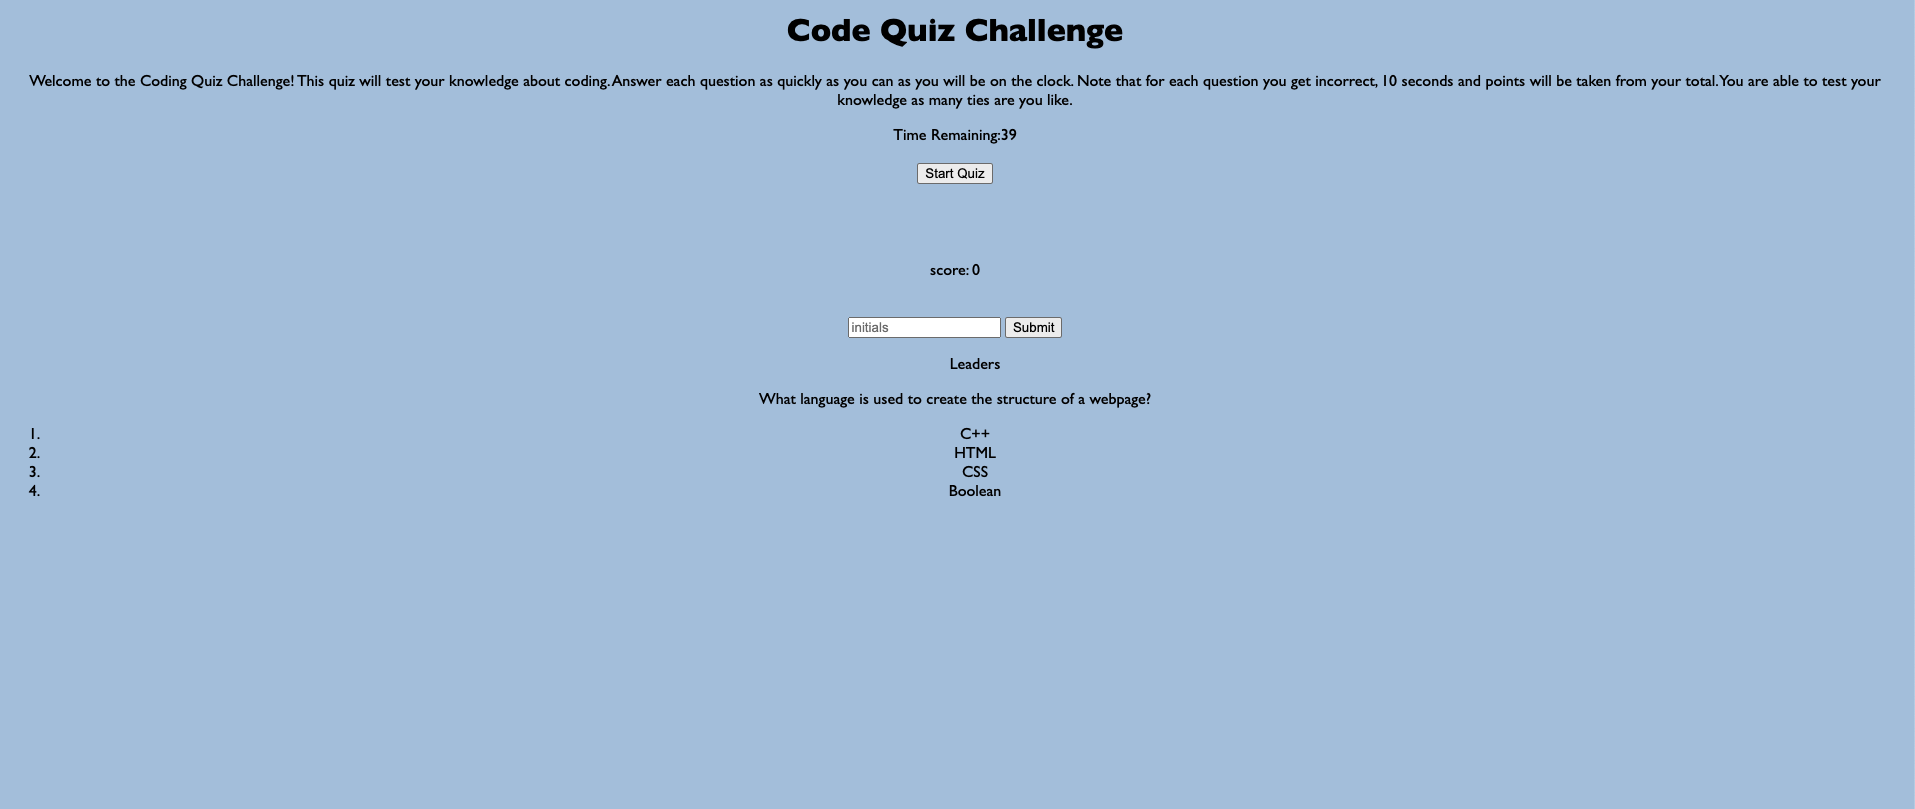 Code Quiz Challenge
Welcome to the Coding Quiz Challenge! This quiz will test your knowledge about coding. Answer each question as quickly as you can as you will be on the clock. Note that for each question you get incorrect, 10 seconds and points will be taken from your total. You are able to test your
knowledge as many ties are you like.
Time Remaining:39
Start Quiz
score: 0
initials Submit
Leaders
What language is used to create the structure of a webpage?
1. C++
2. HTML
3. CSS
4. Boolean